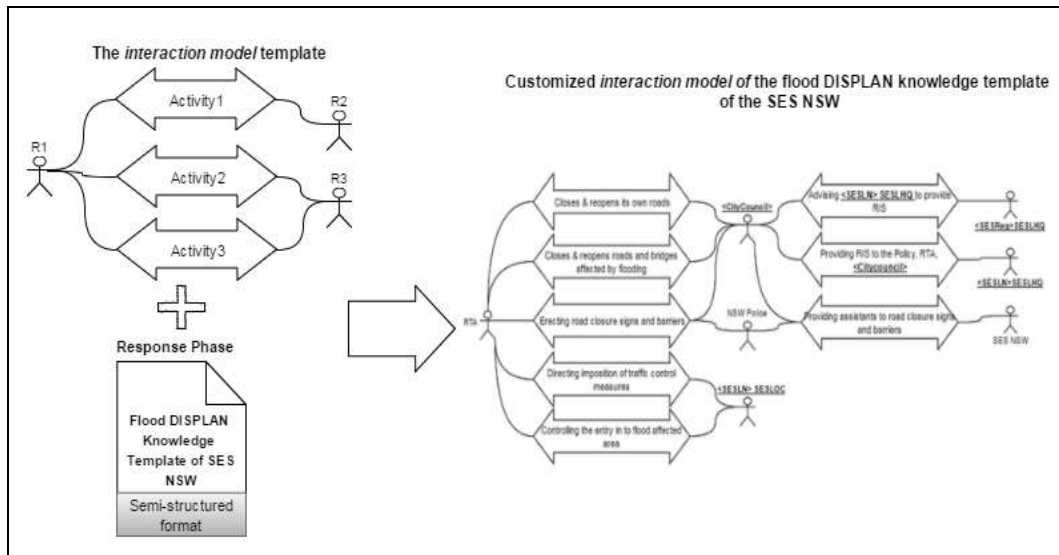 The interaction model template
R1
Activity1
R2
Activity2
R3
Activity3
Response Phase
Flood DISPLAN
Knowledge
Template of SES
NSW
Semi-structured
format
Customized interaction model of the flood DISPLAN knowledge template
of the SES NSW
Closes & reopens its own roads
<CityCouncil>
Advising <SESLN> SESLHQ to provide
RIS
<SESReg>SESLHQ
Closes & reopens roads and bridges
affected by flooding
Providing RIS to the Policy, RTA,
<Citycouncil>
<SESLN>SESLHQ
RTA
Erecting road closure signs and barriers
NSW Police
Providing assistants to road closure signs
and barriers
SES NSW
Directing imposition of traffic control
measures
<SESLN> SESLOC
Controlling the entry in to flood affected
area